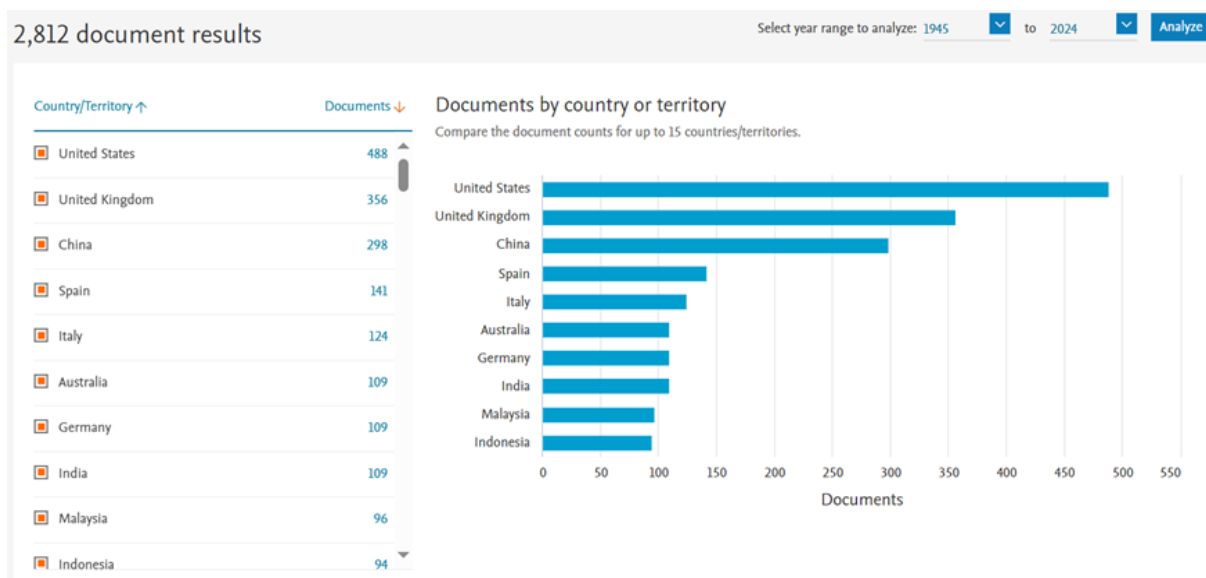 2,812 document results
Select year range to analyze: 1945 to 2024 Analyze
Country/Territory Documents
United States 488
United Kingdom 356
China 298
Spain 141
Italy 124
Australia 109
Germany 109
India 109
Malaysia 96
Indonesia 94
Documents by country or territory
Compare the document counts for up to 15 countries/territories.
United States
United Kingdom
China
Spain
Italy
Australia
Germany
India
Malaysia
Indonesia
0 50 100 150 200 250 300 350 400 450 500 550
Documents